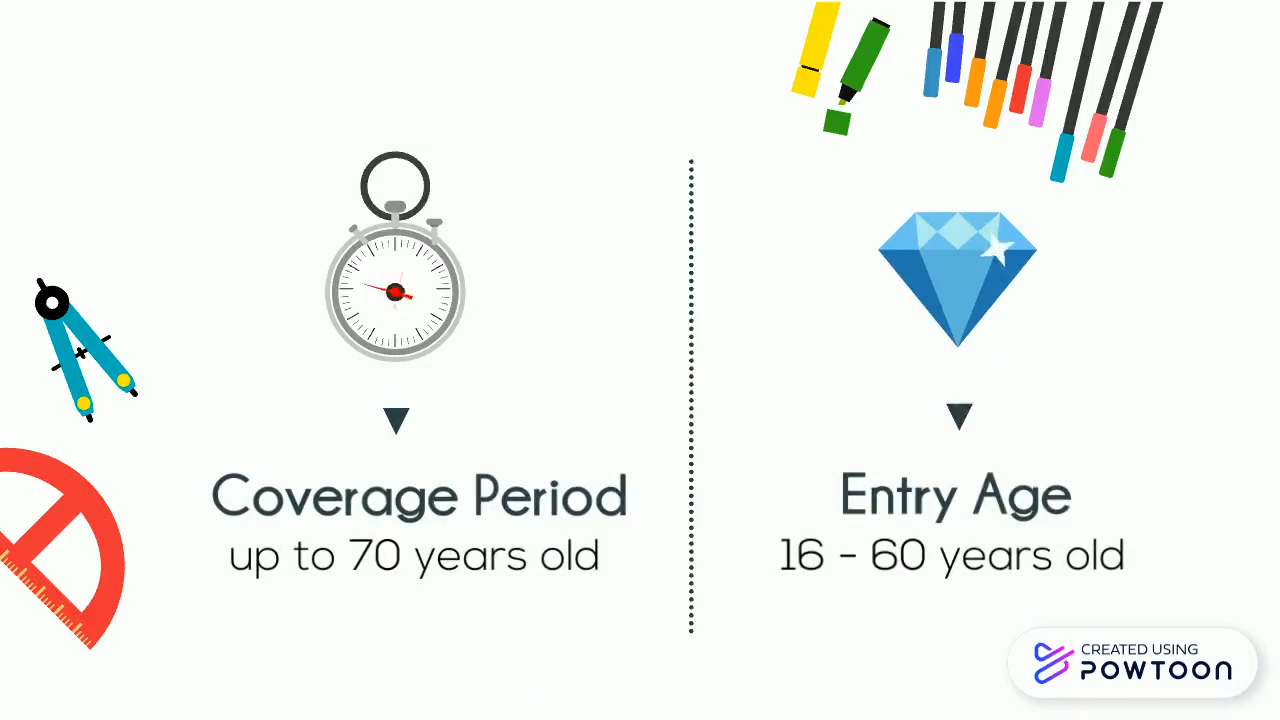 Coverage Period
up to 70 years old
Entry Age
16 - 60 years old
CREATED USING
POWTOON